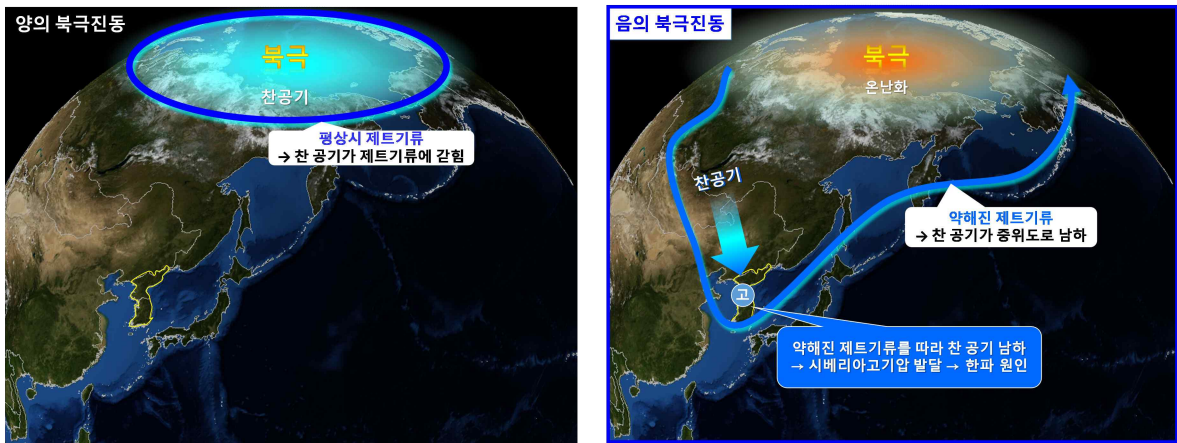 양의 북극진동
북극
찬공기
평상시 제트기류
→ 찬 공기가 제트기류에 갇힘
음의 북극진동
북극
온난화
찬공기
약해진 제트기류
→ 찬 공기가 중위도로 남하
고
약해진 제트기류를 따라 찬 공기 남하
→ 시베리아고기압 발달 → 한파 원인